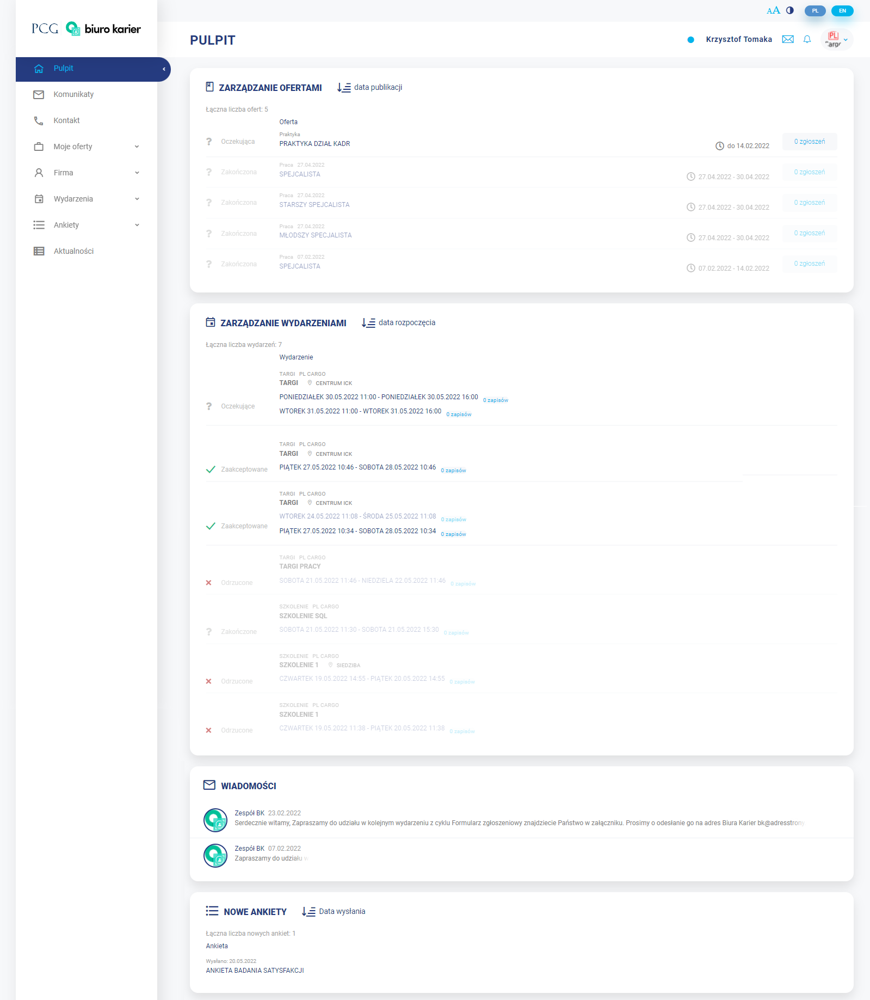 AA PL EN
PCG biuro karier
PULPIT
Krzysztof Tomaka
PL
Cargo
Pulpit
Komunikaty
Kontakt
Moje oferty
Firma
Wydarzenia
Ankiety
Aktualności
ZARZĄDZANIE OFERTAMI data publikacji
Łączna liczba ofert: 5
Oferta
Praktyka
? Oczekująca PRAKTYKA DZIAŁ KADR do 14.02.2022 0 zgłoszeń
Praca 27.04.2022
? Zakończona SPEJCALISTA 27.04.2022 - 30.04.2022 0 zgłoszeń
Praca 27.04.2022
? Zakończona STARSZY SPEJCALISTA 27.04.2022 - 30.04.2022 0 zgłoszeń
Praca 27.04.2022
? Zakończona MŁODSZY SPECJALISTA 27.04.2022 - 30.04.2022 0 zgłoszeń
Praca 07.02.2022
? Zakończona SPEJCALISTA 07.02.2022 - 14.02.2022 0 zgłoszeń
ZARZĄDZANIE WYDARZENIAMI data rozpoczęcia
Łączna liczba wydarzeń: 7
Wydarzenie
TARGI PL CARGO
TARGI CENTRUM ICK
PONIEDZIAŁEK 30.05.2022 11:00 - PONIEDZIAŁEK 30.05.2022 16:00 0 zapisów
? Oczekujące
WTOREK 31.05.2022 11:00 - WTOREK 31.05.2022 16:00 0 zapisów
TARGI PL CARGO
TARGI CENTRUM ICK
Zaakceptowane PIĄTEK 27.05.2022 10:46 - SOBOTA 28.05.2022 10:46 0 zapisów
TARGI PL CARGO
TARGI CENTRUM ICK
WTOREK 24.05.2022 11:08 - ŚRODA 25.05.2022 11:08 0 zapisów
Zaakceptowane
PIĄTEK 27.05.2022 10:34 - SOBOTA 28.05.2022 10:34 0 zapisów
TARGI PL CARGO
TARGI PRACY
Odrzucone SOBOTA 21.05.2022 11:46 - NIEDZIELA 22.05.2022 11:46 0 zapisów
SZKOLENIE PL CARGO
SZKOLENIE SQL
? Zakończone SOBOTA 21.05.2022 11:30 - SOBOTA 21.05.2022 15:30 0 zapisów
SZKOLENIE PL CARGO
SZKOLENIE 1 SIEDZIBA
Odrzucone CZWARTEK 19.05.2022 14:55 - PIĄTEK 20.05.2022 14:55 0 zapisów
SZKOLENIE PL CARGO
SZKOLENIE 1
Odrzucone CZWARTEK 19.05.2022 11:38 - PIĄTEK 20.05.2022 11:38 0 zapisów
WIADOMOŚCI
Zespół BK 23.02.2022
Serdecznie witamy, Zapraszamy do udziału w kolejnym wydarzeniu z cyklu Formularz zgłoszeniowy znajdziecie Państwo w załączniku. Prosimy o odesłanie go na adres Biura Karier bk@adresstrony
Zespół BK 07.02.2022
Zapraszamy do udziału w
NOWE ANKIETY Data wysłania
Łączna liczba nowych ankiet: 1
Ankieta
Wysłano: 20.05.2022
ANKIETA BADANIA SATYSFAKCJI